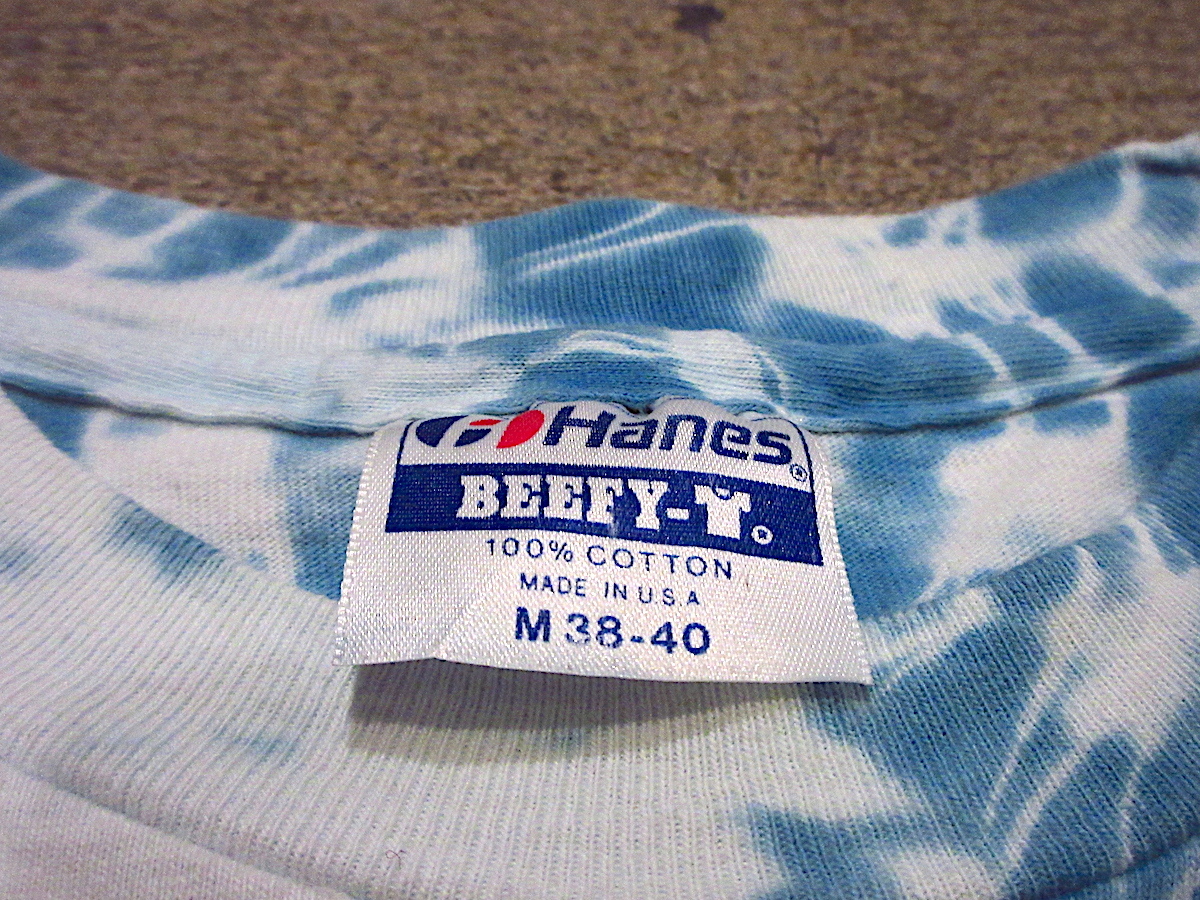 Hanes®
BEEFY-T®
100% COTTON
MADE IN U.S.A
M 38-40